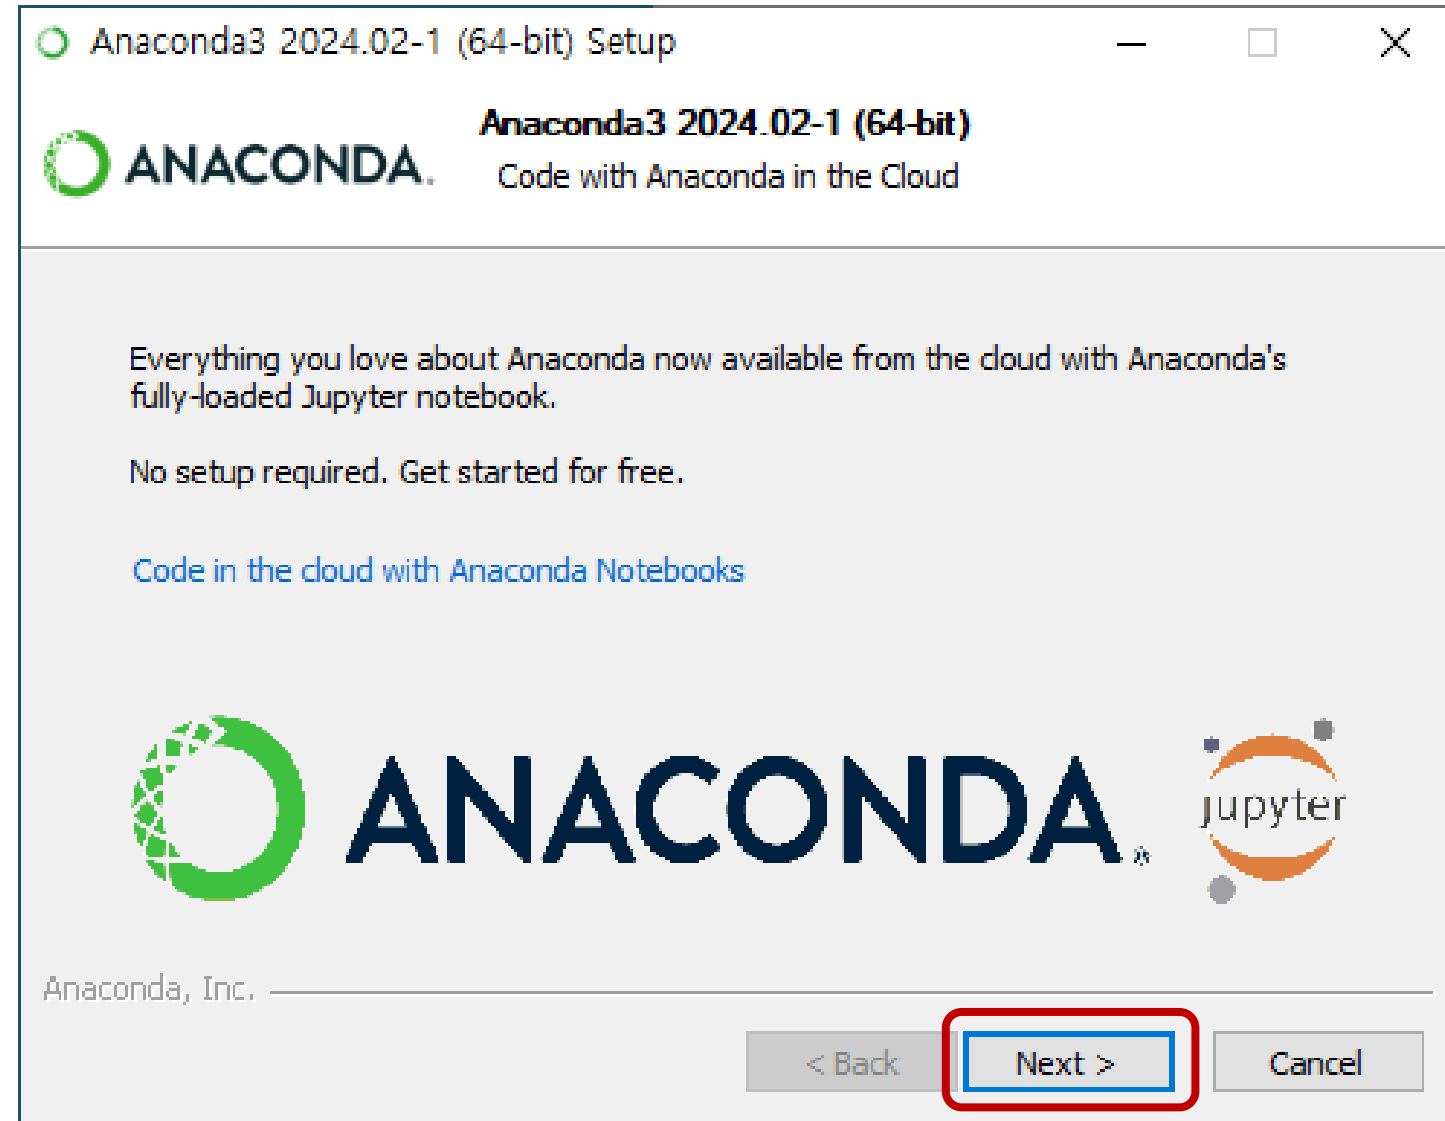 Anaconda3 2024.02-1 (64-bit) Setup
Anaconda3 2024.02-1 (64-bit)
ANACONDA.
Code with Anaconda in the Cloud
Everything you love about Anaconda now available from the cloud with Anaconda's
fully-loaded Jupyter notebook.
No setup required. Get started for free.
Code in the cloud with Anaconda Notebooks
ANACONDA.®
jupyter
Anaconda, Inc.
< Back Next > Cancel